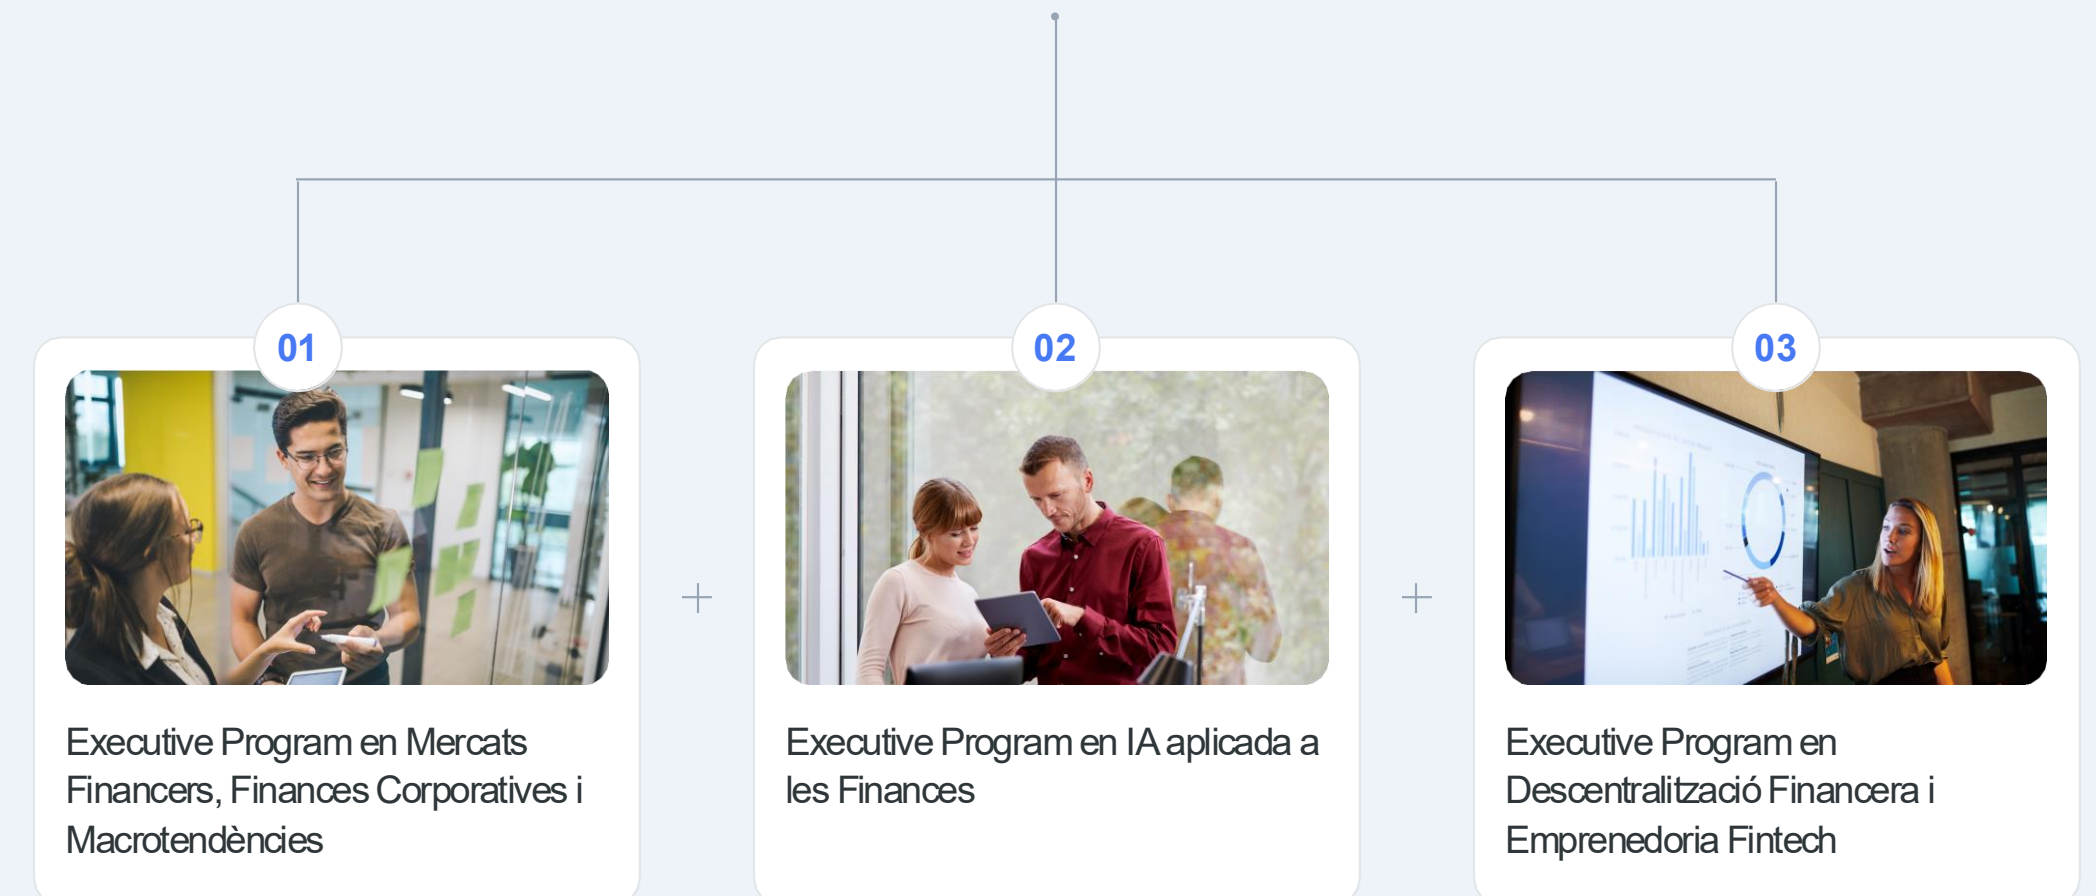 01
02
03
Executive Program en Mercats
Financers, Finances Corporatives i
Macrotendències
Executive Program en IA aplicada a
les Finances
Executive Program en
Descentralització Financera i
Emprenedoria Fintech